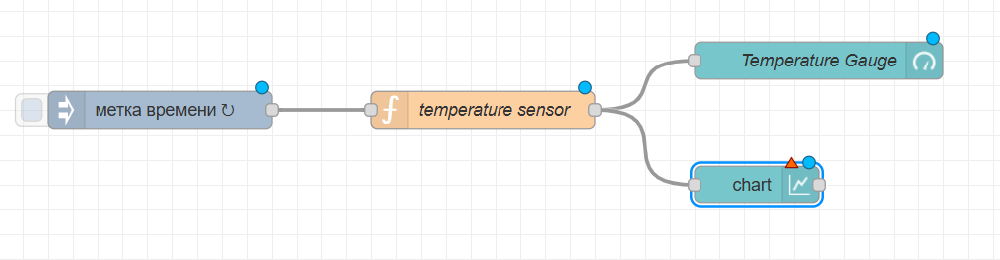 метка времени ↻
temperature sensor
Temperature Gauge
chart